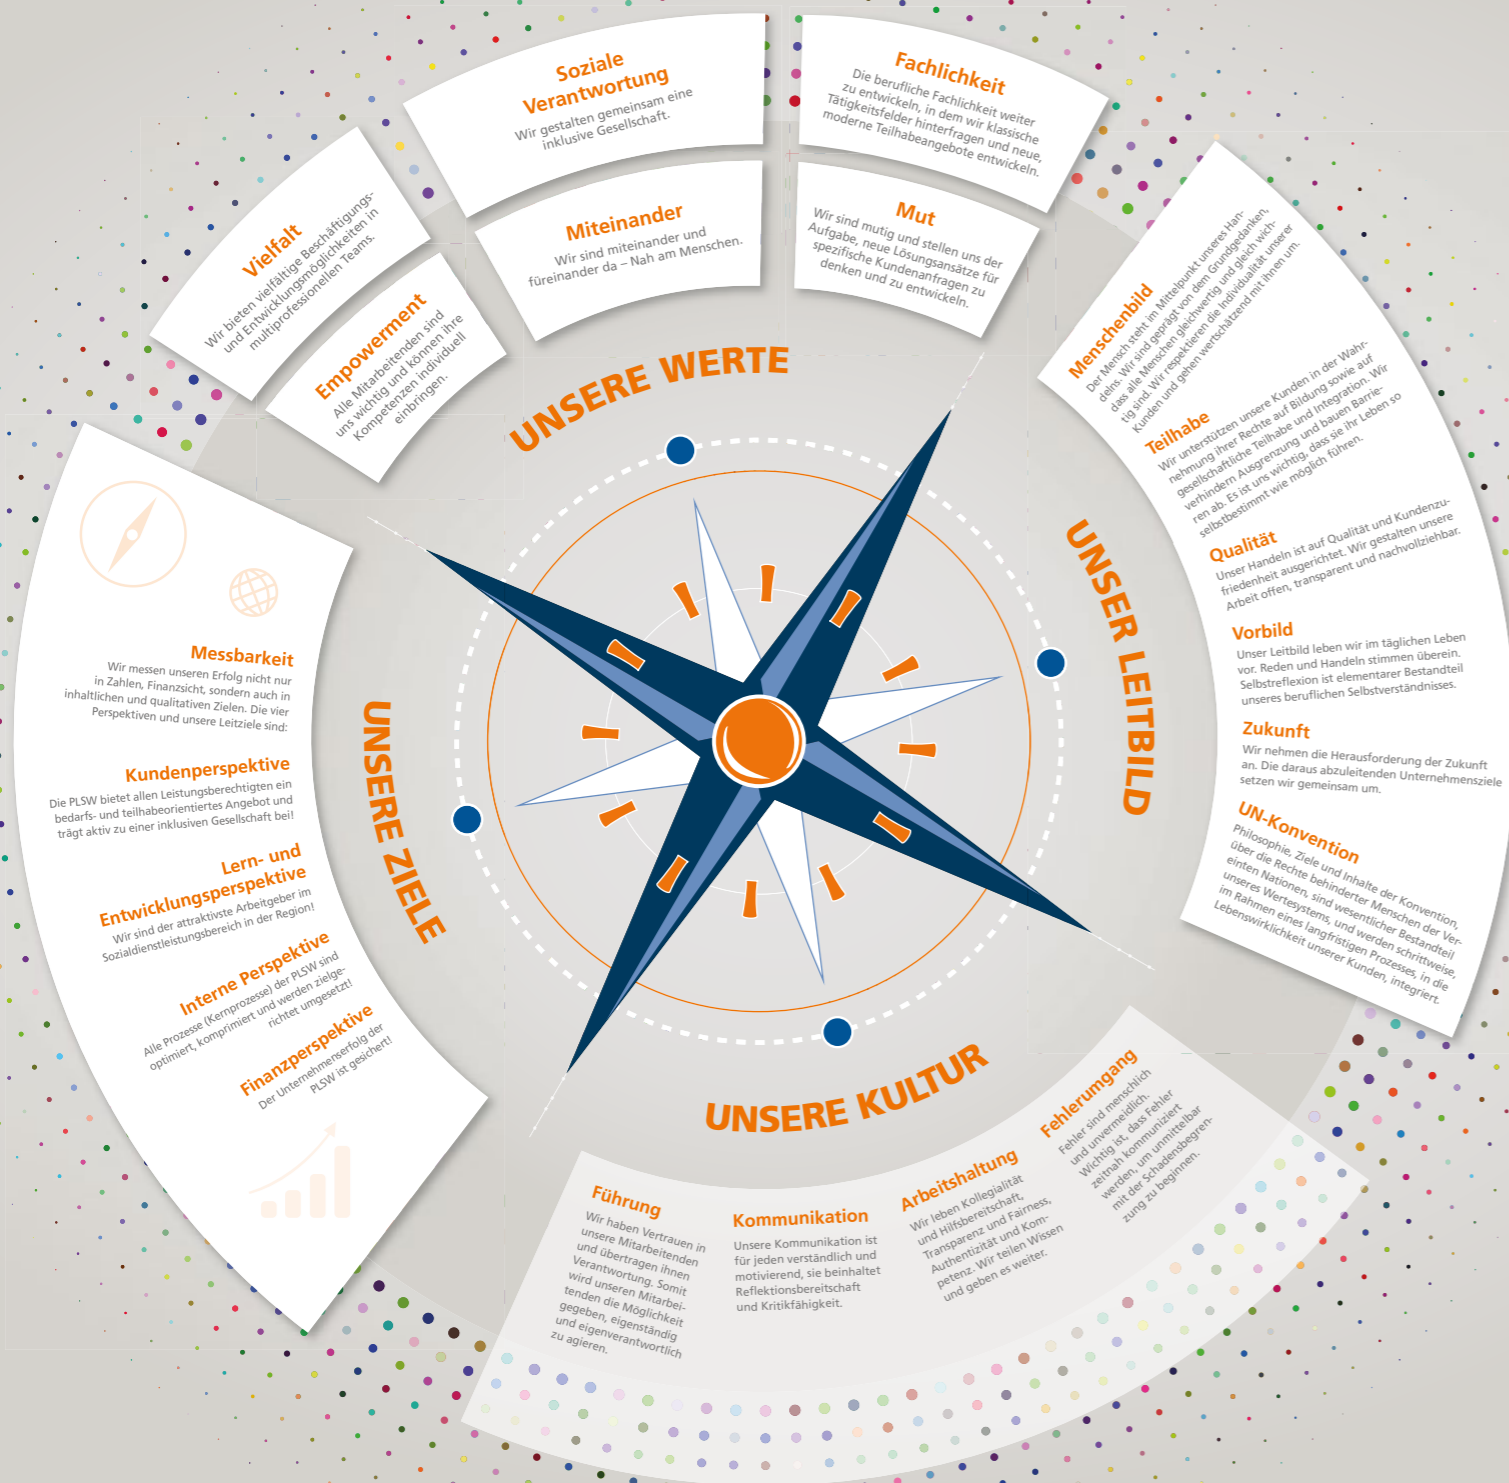 Soziale
Verantwortung
Wir gestalten gemeinsam eine
inklusive Gesellschaft.
Fachlichkeit
Die berufliche Fachlichkeit weiter
zu entwickeln, in dem wir klassische
Tätigkeitsfelder hinterfragen und neue,
moderne Teilhabeangebote entwickeln.
Vielfalt
Wir bieten vielfältige Beschäftigungs-
und Entwicklungsmöglichkeiten in
multiprofessionellen Teams.
Miteinander
Wir sind miteinander und
füreinander da – Nah am Menschen.
Mut
Wir sind mutig und stellen uns der
Aufgabe, neue Lösungsansätze für
spezifische Kundenanfragen zu
denken und zu entwickeln.
Empowerment
Alle Mitarbeitenden sind
uns wichtig und können ihre
Kompetenzen individuell
einbringen.
UNSERE WERTE
Menschenbild
Der Mensch steht im Mittelpunkt unseres Han-
delns. Wir sind geprägt von dem Grundgedanken,
dass alle Menschen gleichwertig und gleich wich-
tig sind. Wir respektieren die Individualität unserer
Kunden und gehen wertschätzend mit ihnen um.
Teilhabe
Wir unterstützen unsere Kunden in der Wahr-
nehmung ihrer Rechte auf Bildung sowie auf
gesellschaftliche Teilhabe und Integration. Wir
verhindern Ausgrenzung und bauen Barrie-
ren ab. Es ist uns wichtig, dass sie ihr Leben so
selbstbestimmt wie möglich führen.
Qualität
Unser Handeln ist auf Qualität und Kundenzu-
friedenheit ausgerichtet. Wir gestalten unsere
Arbeit offen, transparent und nachvollziehbar.
Vorbild
Unser Leitbild leben wir im täglichen Leben
vor. Reden und Handeln stimmen überein.
Selbstreflexion ist elementarer Bestandteil
unseres beruflichen Selbstverständnisses.
Zukunft
Wir nehmen die Herausforderung der Zukunft
an. Die daraus abzuleitenden Unternehmensziele
setzen wir gemeinsam um.
UN-Konvention
Philosophie, Ziele und Inhalte der Konvention,
über die Rechte behinderter Menschen der Ver-
einten Nationen, sind wesentlicher Bestandteil
unseres Wertesystems, und werden schrittweise,
im Rahmen eines langfristigen Prozesses, in die
Lebenswirklichkeit unserer Kunden, integriert.
UNSER LEITBILD
Messbarkeit
Wir messen unseren Erfolg nicht nur
in Zahlen, Finanzsicht, sondern auch in
inhaltlichen und qualitativen Zielen. Die vier
Perspektiven und unsere Leitziele sind:
Kundenperspektive
Die PLSW bietet allen Leistungsberechtigten ein
bedarfs- und teilhabeorientiertes Angebot und
trägt aktiv zu einer inklusiven Gesellschaft bei!
Lern- und
Entwicklungsperspektive
Wir sind der attraktivste Arbeitgeber im
Sozialdienstleistungsbereich in der Region!
Interne Perspektive
Alle Prozesse (Kernprozesse) der PLSW sind
optimiert, komprimiert und werden zielge-
richtet umgesetzt!
Finanzperspektive
Der Unternehmenserfolg der
PLSW ist gesichert!
UNSERE ZIELE
UNSERE KULTUR
Führung
Wir haben Vertrauen in
unsere Mitarbeitenden
und übertragen ihnen
Verantwortung. Somit
wird unseren Mitarbei-
tenden die Möglichkeit
gegeben, eigenständig
und eigenverantwortlich
zu agieren.
Kommunikation
Unsere Kommunikation ist
für jeden verständlich und
motivierend, sie beinhaltet
Reflektionsbereitschaft
und Kritikfähigkeit.
Arbeitshaltung
Wir leben Kollegialität
und Hilfsbereitschaft,
Transparenz und Fairness,
Authentizität und Kom-
petenz. Wir teilen Wissen
und geben es weiter.
Fehlerumgang
Fehler sind menschlich
und unvermeidlich.
Wichtig ist, dass Fehler
zeitnah kommuniziert
werden, um unmittelbar
mit der Schadensbegren-
zung zu beginnen.